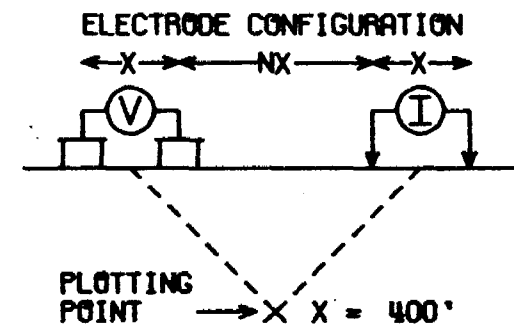 ELECTRODE CONFIGURATION
X NX X
V I
PLOTTING
POINT X X = 400'